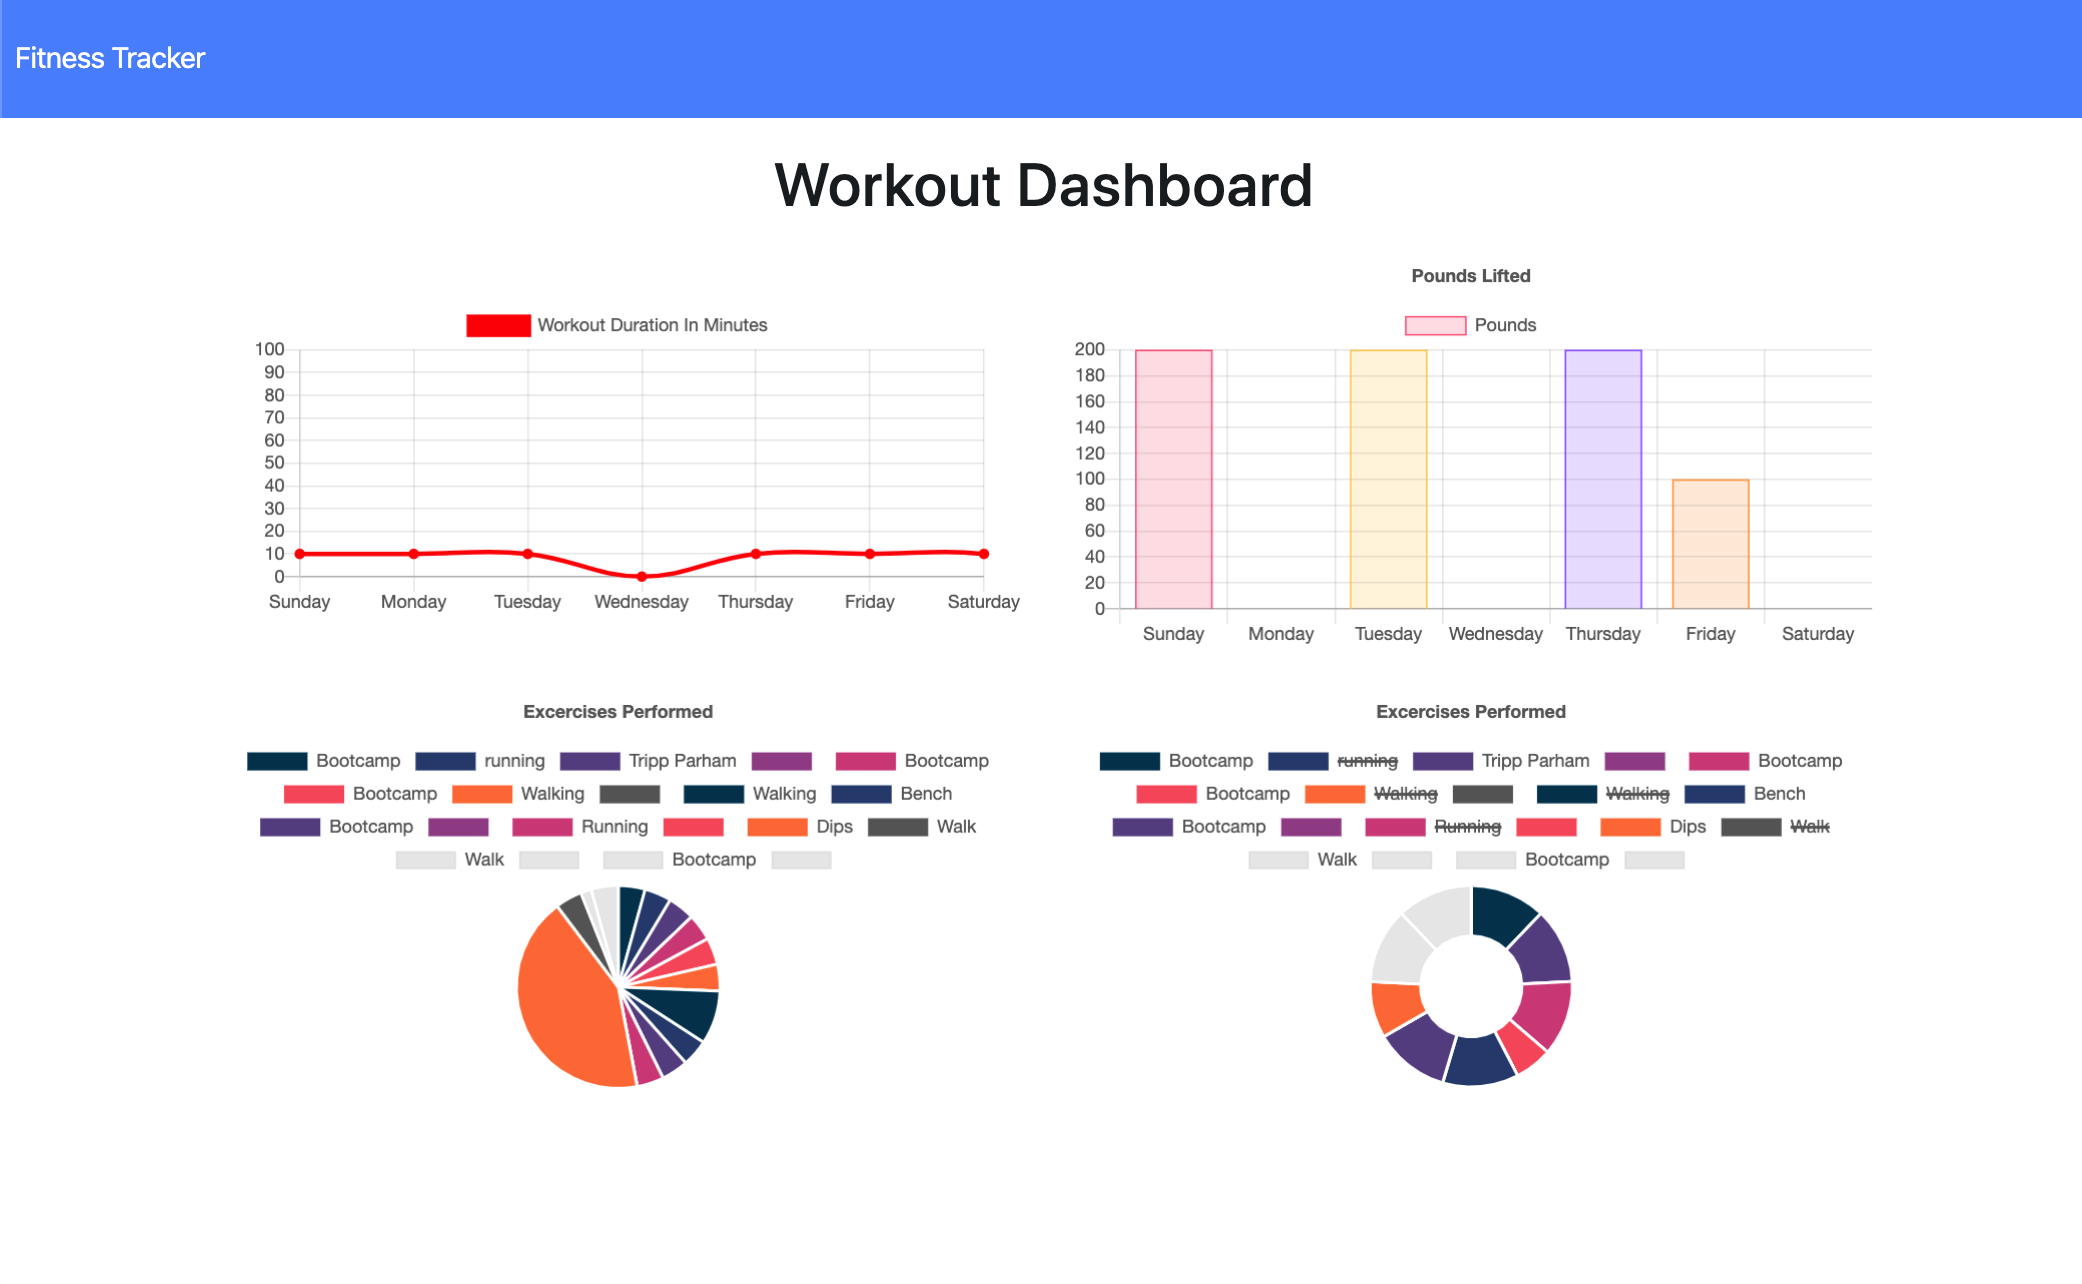 Fitness Tracker
Workout Dashboard
Workout Duration In Minutes
100
90
80
70
60
50
40
30
20
10
0
Sunday Monday Tuesday Wednesday Thursday Friday Saturday
Pounds Lifted
Pounds
200
180
160
140
120
100
80
60
40
20
0
Sunday Monday Tuesday Wednesday Thursday Friday Saturday
Excercises Performed
Bootcamp running Tripp Parham Bootcamp
Bootcamp Walking Walking Bench
Bootcamp Running Dips Walk
Walk Bootcamp
Excercises Performed
Bootcamp running Tripp Parham Bootcamp
Bootcamp Walking Walking Bench
Bootcamp Running Dips Walk
Walk Bootcamp